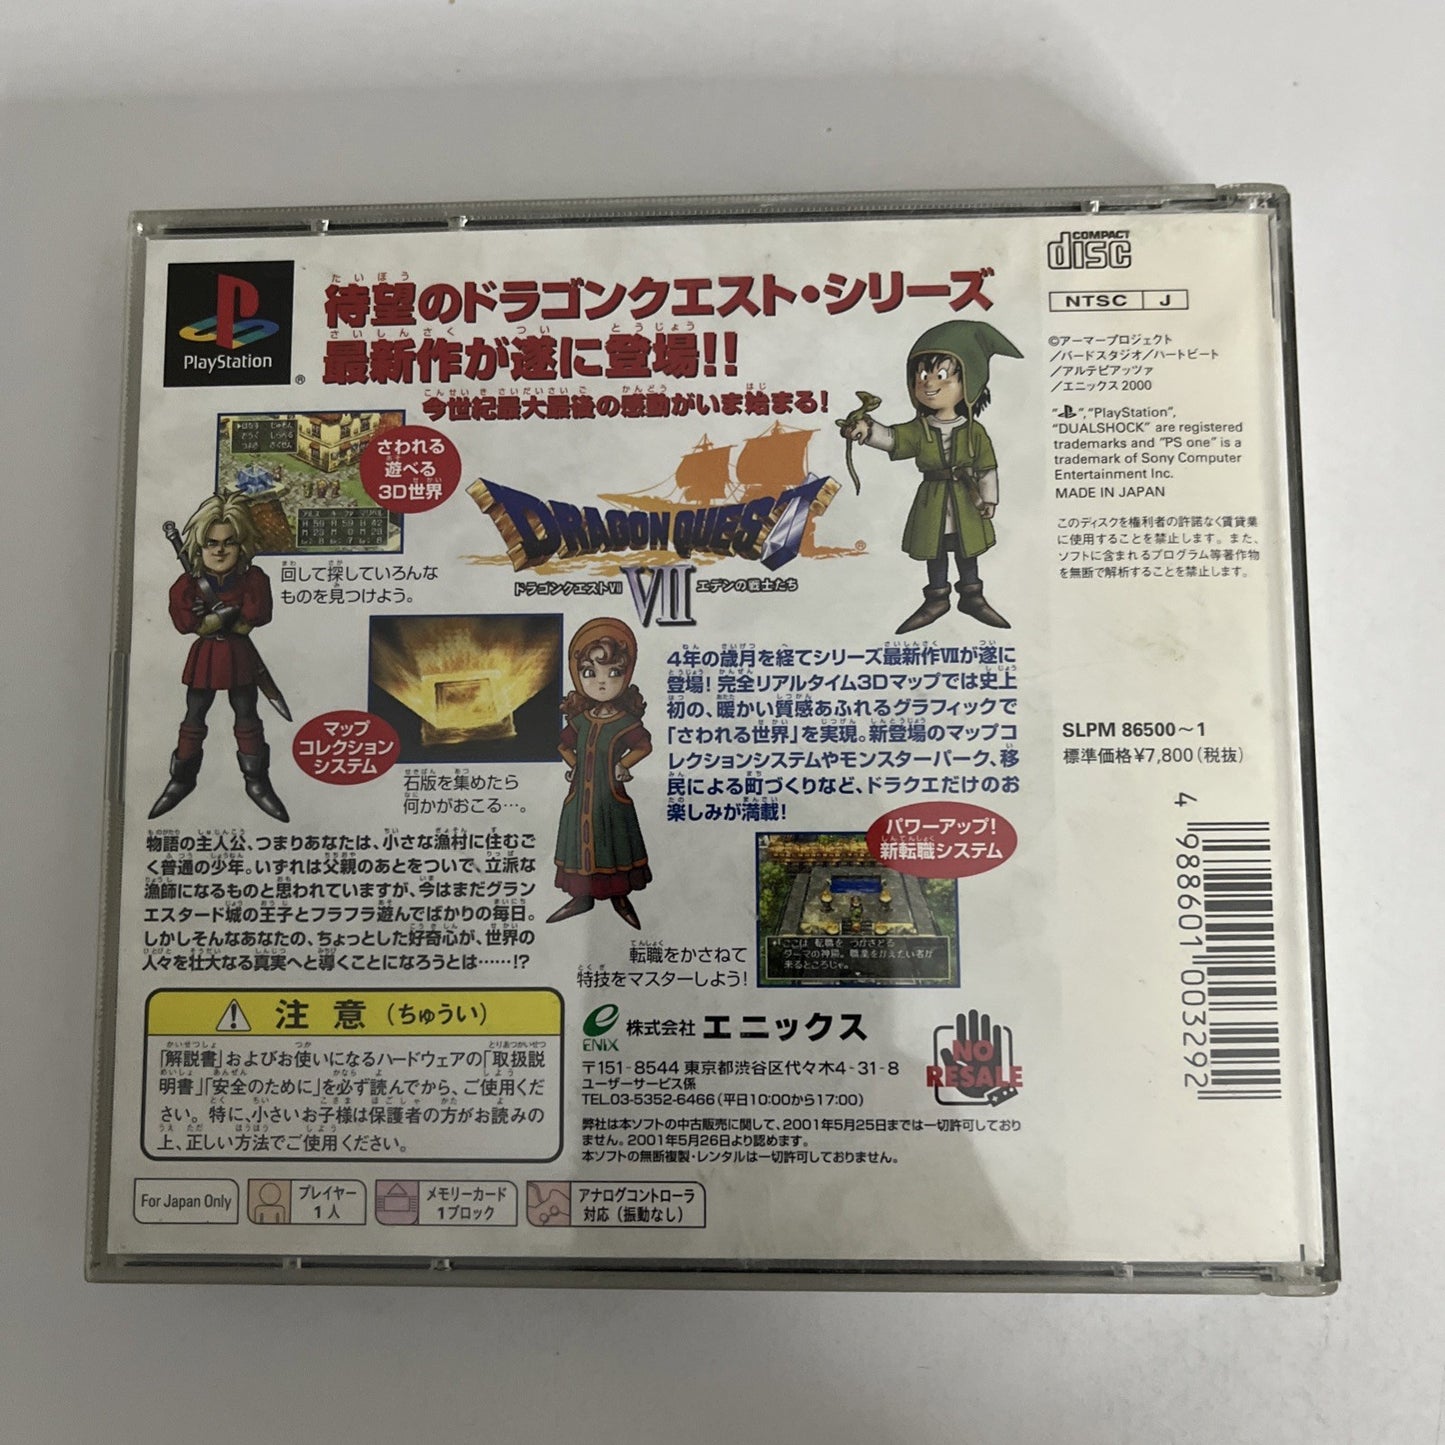 PlayStation
®
待望のドラゴンクエスト・シリーズ
最新作が遂に登場!!
今世紀最大最後の感動がいま始まる!
さわれる
遊べる
3D世界
回して探していろんな
ものを見つけよう。
DRAGON QUEST
®
ドラゴンクエストVII
VII
エデンの戦士たち
マップ
コレクション
システム
石版を集めたら
何かがおこる…。
4年の歳月を経てシリーズ最新作VIIが遂に
登場! 完全リアルタイム3Dマップでは史上
初の、暖かい質感あふれるグラフィックで
「さわれる世界」を実現。新登場のマップコ
レクションシステムやモンスターパーク、移
民による町づくりなど、ドラクエだけのお
楽しみが満載!
パワーアップ!
新転職システム
ここは 転職を つかさどる
ダーマの神殿。職業をかえたい者が
来るところじゃ。
転職をかさねて
特技をマスターしよう!
物語の主人公、つまりあなたは、小さな漁村に住むご
く普通の少年。いずれは父親のあとをついで、立派な
漁師になるものと思われていますが、今はまだグラン
エスタード城の王子とフラフラ遊んでばかりの毎日。
しかしそんなあなたの、ちょっとした好奇心が、世界の
人々を壮大なる真実へと導くことになろうとは……!?
注意(ちゅうい)
「解説書」およびお使いになるハードウェアの「取扱説
明書」「安全のために」を必ず読んでから、ご使用くだ
さい。特に、小さいお子様は保護者の方がお読みの
上、正しい方法でご使用ください。
ENIX
株式会社 エニックス
〒151-8544 東京都渋谷区代々木4-31-8
ユーザーサービス係
TEL.03-5352-6466(平日10:00から17:00)
NO
RESALE
弊社は本ソフトの中古販売に関して、2001年5月25日までは一切許可しており
ません。2001年5月26日より認めます。
本ソフトの無断複製・レンタルは一切許可しておりません。
For Japan Only
プレイヤー
1人
メモリーカード
1ブロック
アナログコントローラ
対応(振動なし)
COMPACT
disc
NTSC J
©アーマープロジェクト
/バードスタジオ/ハートビート
/アルテピアッツァ
/エニックス 2000
"", "PlayStation",
"DUALSHOCK" are registered
trademarks and "PS one" is a
trademark of Sony Computer
Entertainment Inc.
MADE IN JAPAN
このディスクを権利者の許諾なく賃貸業
に使用することを禁止します。また、
ソフトに含まれるプログラム等著作物
を無断で解析することを禁止します。
SLPM 86500~1
標準価格¥7,800(税抜)
4 988601 003292